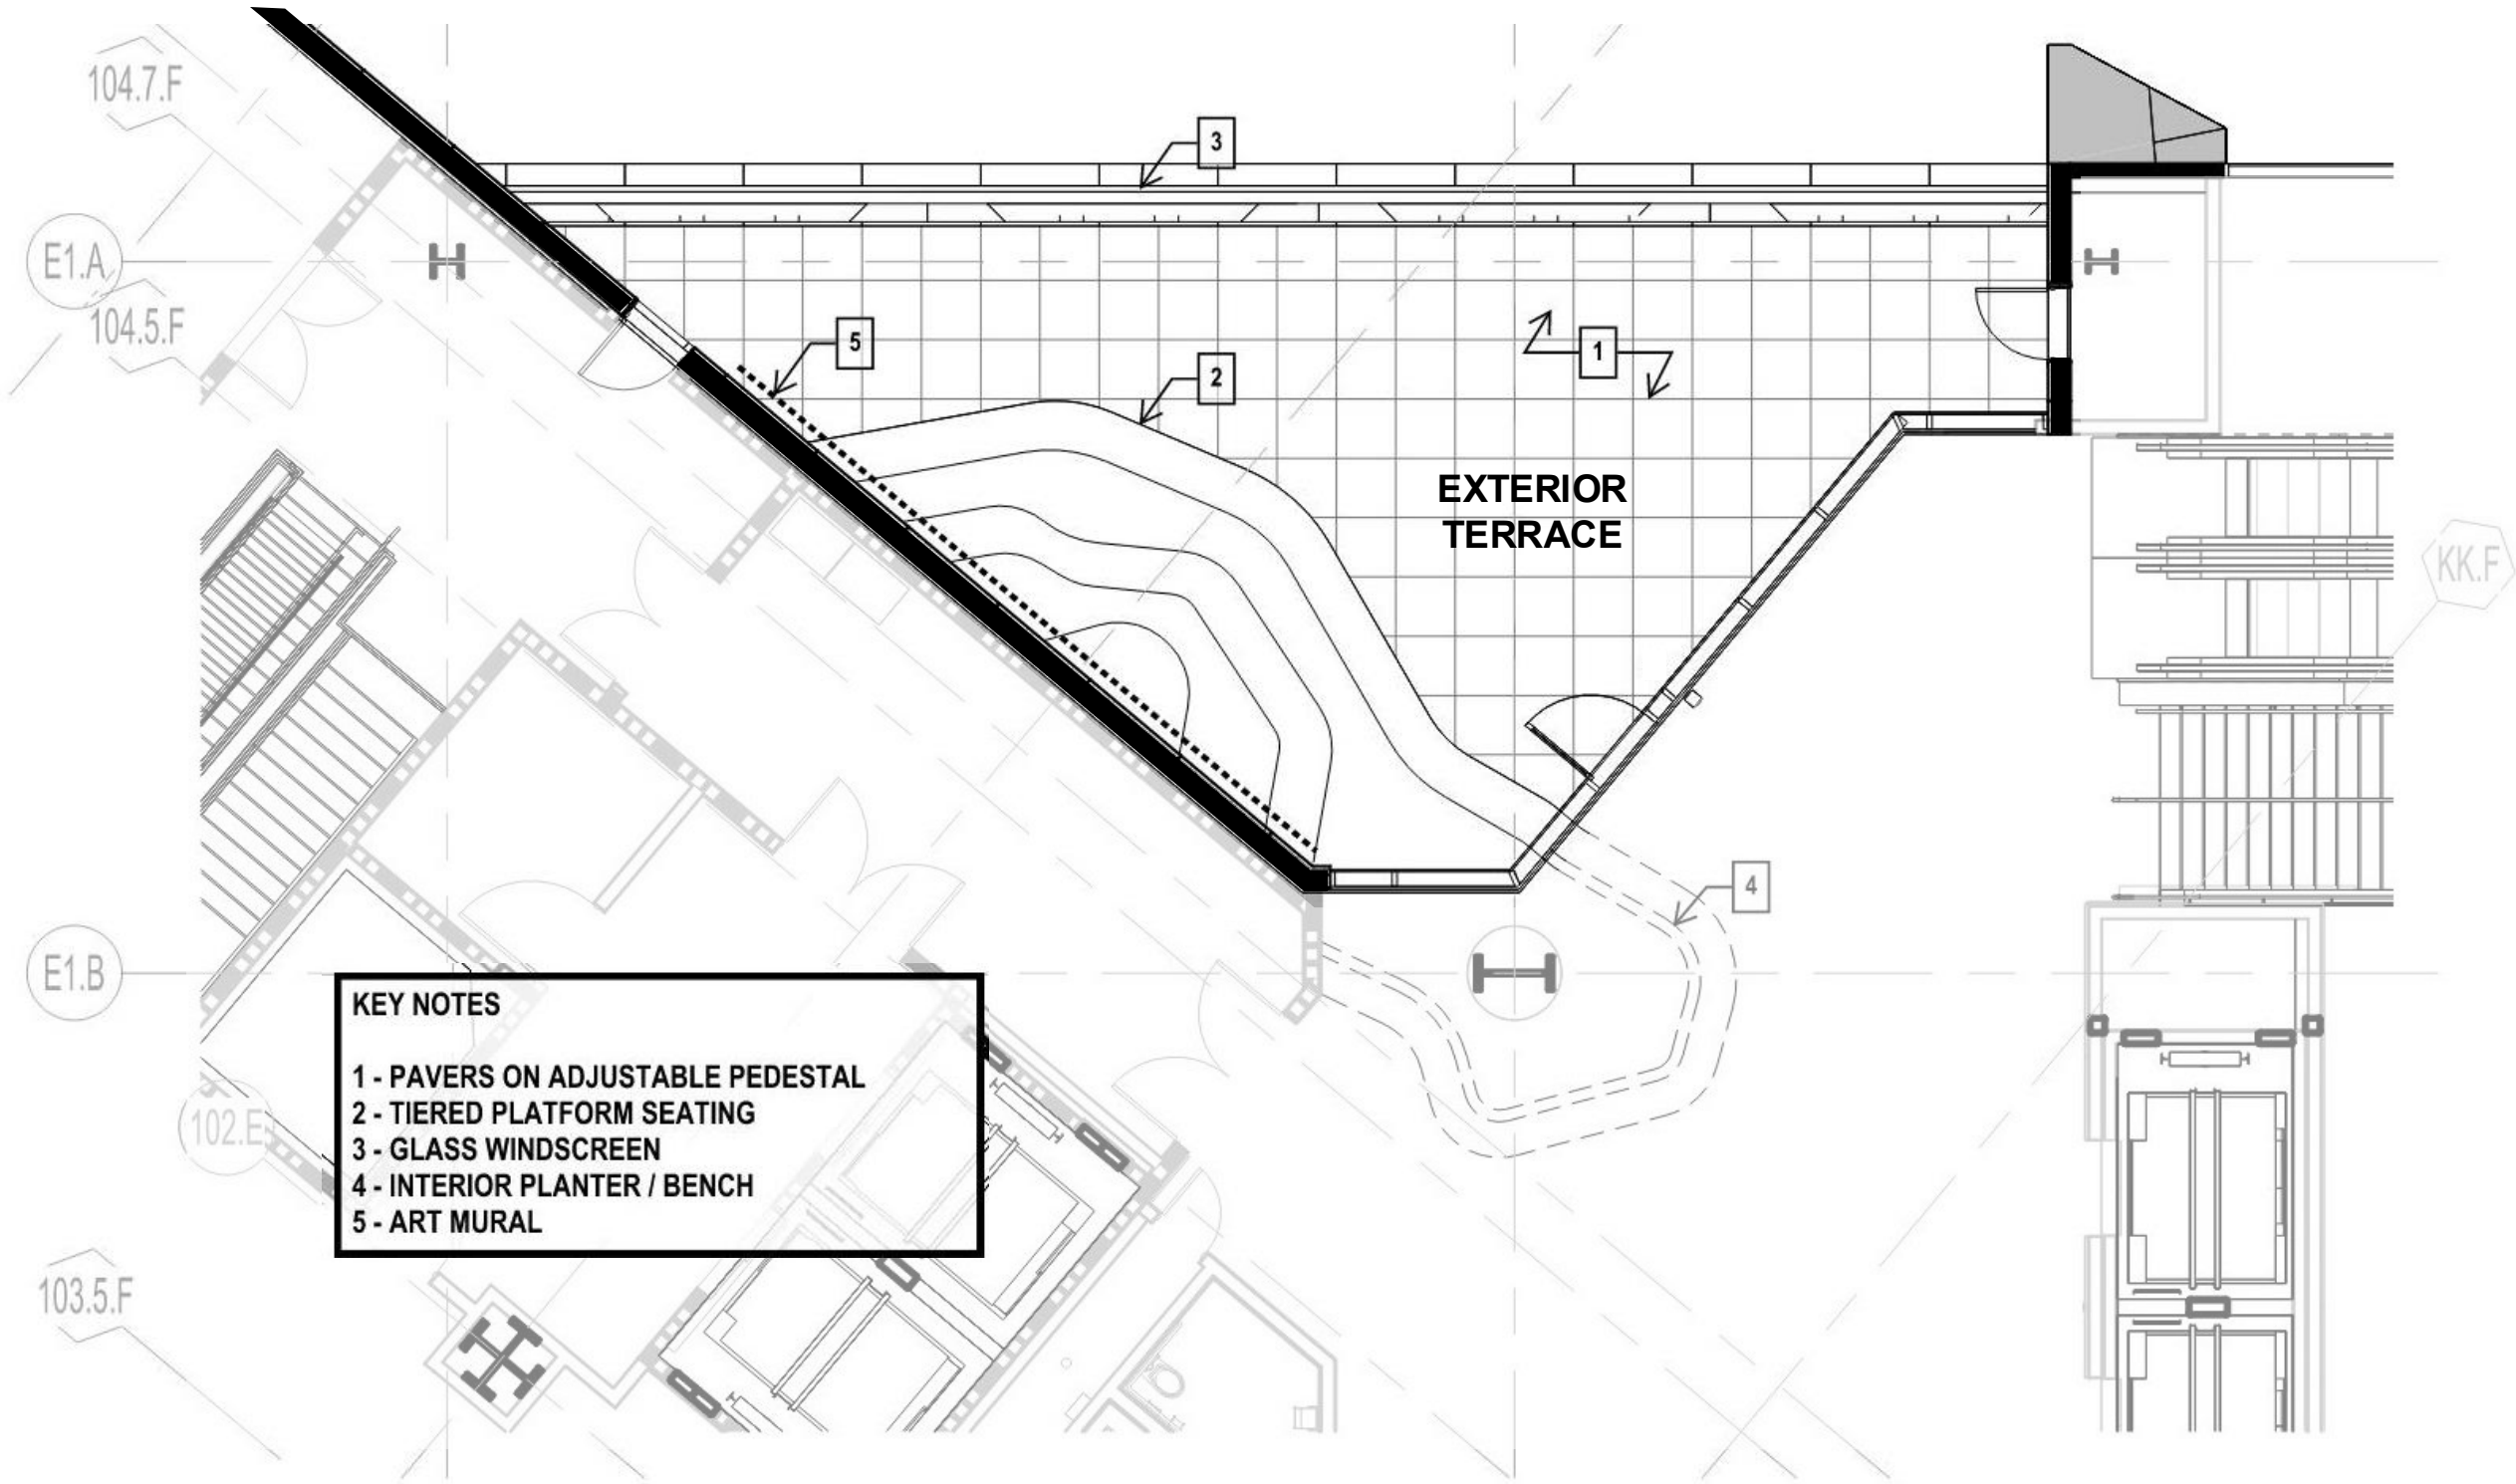 104.7.F
3
E1.A
104.5.F
5
1
2
EXTERIOR
TERRACE
KK.F
4
E1.B
KEY NOTES
1 - PAVERS ON ADJUSTABLE PEDESTAL
2 - TIERED PLATFORM SEATING
3 - GLASS WINDSCREEN
4 - INTERIOR PLANTER / BENCH
5 - ART MURAL
102.E
103.5.F